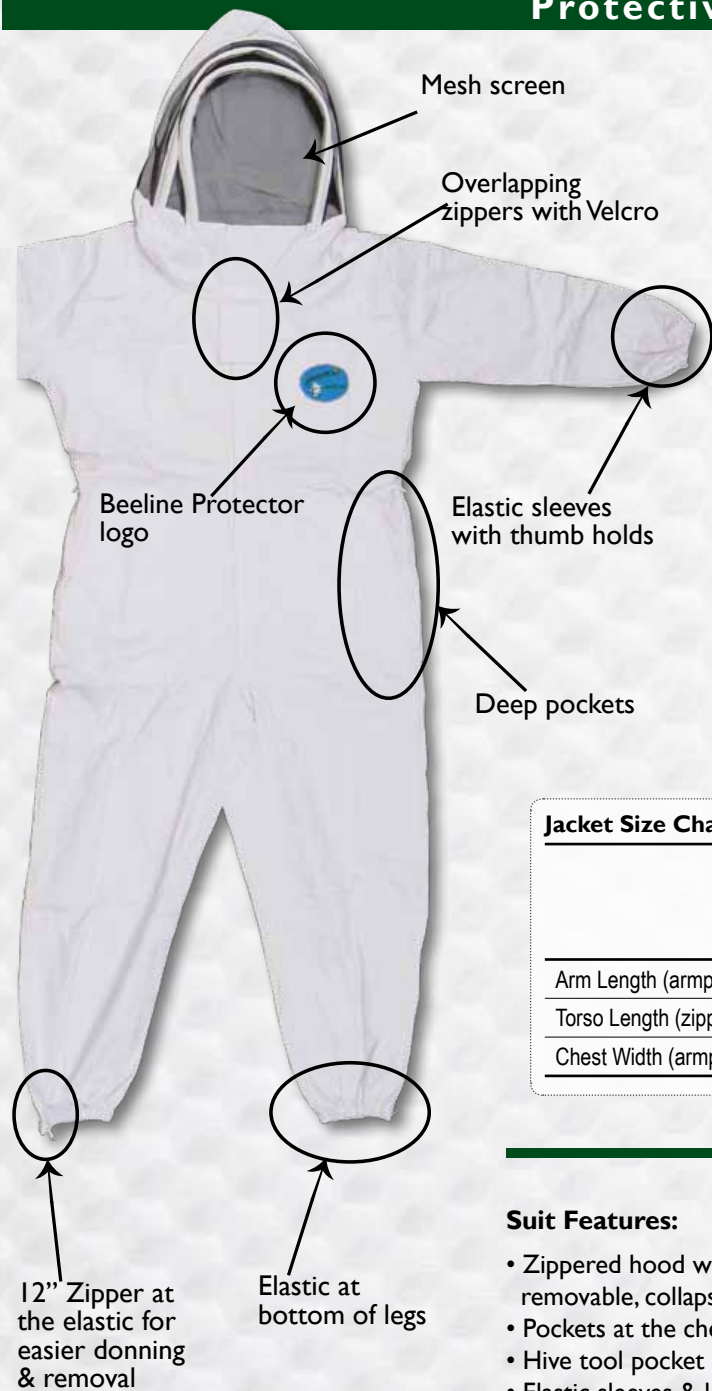 Protectiv
Mesh screen
Overlapping
zippers with Velcro
Beeline Protector
logo
Elastic sleeves
with thumb holds
Deep pockets
Jacket Size Cha
Arm Length (armp
Torso Length (zipp
Chest Width (armp
12” Zipper at
the elastic for
easier donning
& removal
Elastic at
bottom of legs
Suit Features:
• Zippered hood w
removable, collaps
• Pockets at the che
• Hive tool pocket
• Elastic sleeves &